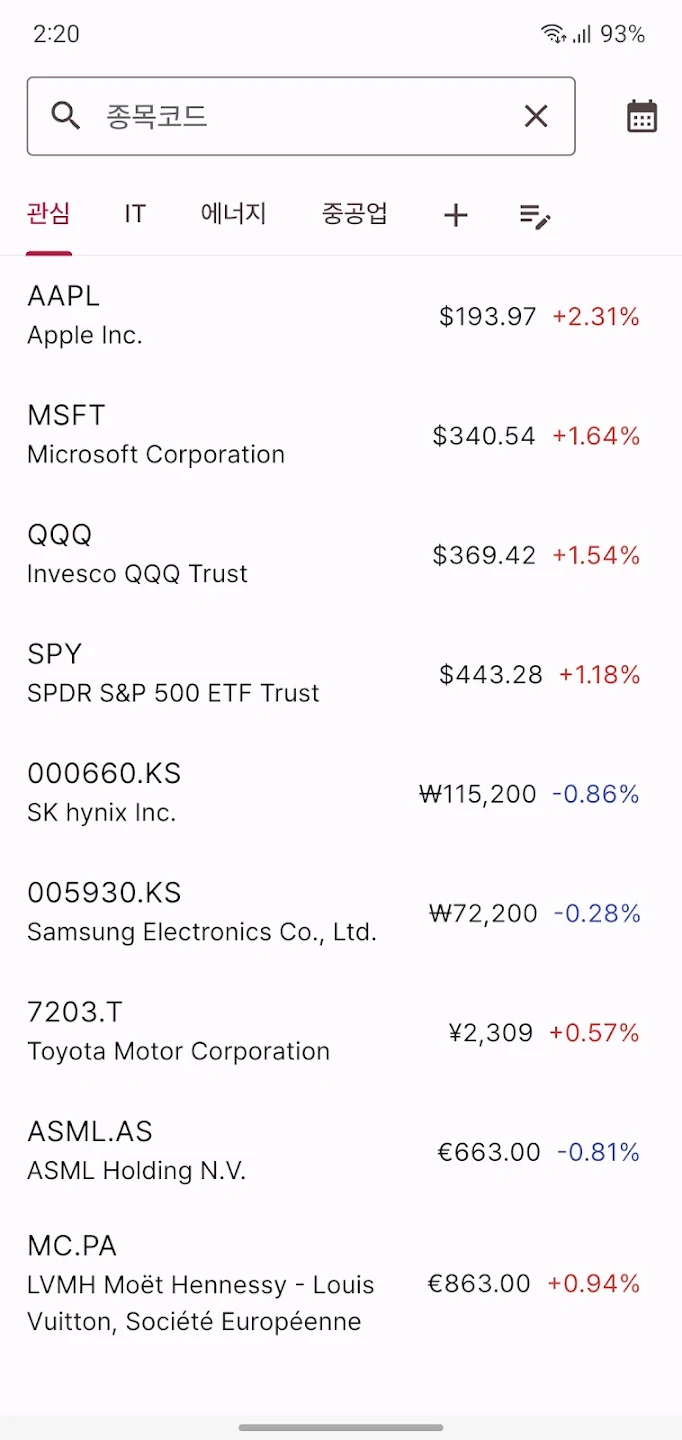 2:20 93%
종목코드
관심 IT 에너지 중공업
AAPL
Apple Inc.
$193.97 +2.31%
MSFT
Microsoft Corporation
$340.54 +1.64%
QQQ
Invesco QQQ Trust
$369.42 +1.54%
SPY
SPDR S&P 500 ETF Trust
$443.28 +1.18%
000660.KS
SK hynix Inc.
₩115,200 -0.86%
005930.KS
Samsung Electronics Co., Ltd.
₩72,200 -0.28%
7203.T
Toyota Motor Corporation
¥2,309 +0.57%
ASML.AS
ASML Holding N.V.
€663.00 -0.81%
MC.PA
LVMH Moët Hennessy - Louis
Vuitton, Société Européenne
€863.00 +0.94%